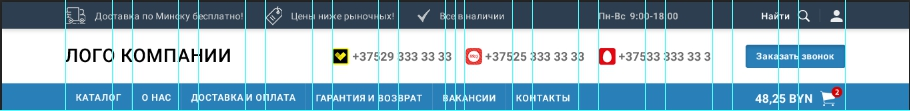 Доставка по Минску бесплатно! Цены ниже рыночных! Все в наличии Пн-Вс 9:00-18:00 Найти
ЛОГО КОМПАНИИ +37529 333 33 33 +37525 333 33 33 +37533 333 33 3 Заказать звонок
КАТАЛОГ О НАС ДОСТАВКА И ОПЛАТА ГАРАНТИЯ И ВОЗВРАТ ВАКАНСИИ КОНТАКТЫ 48,25 BYN 2